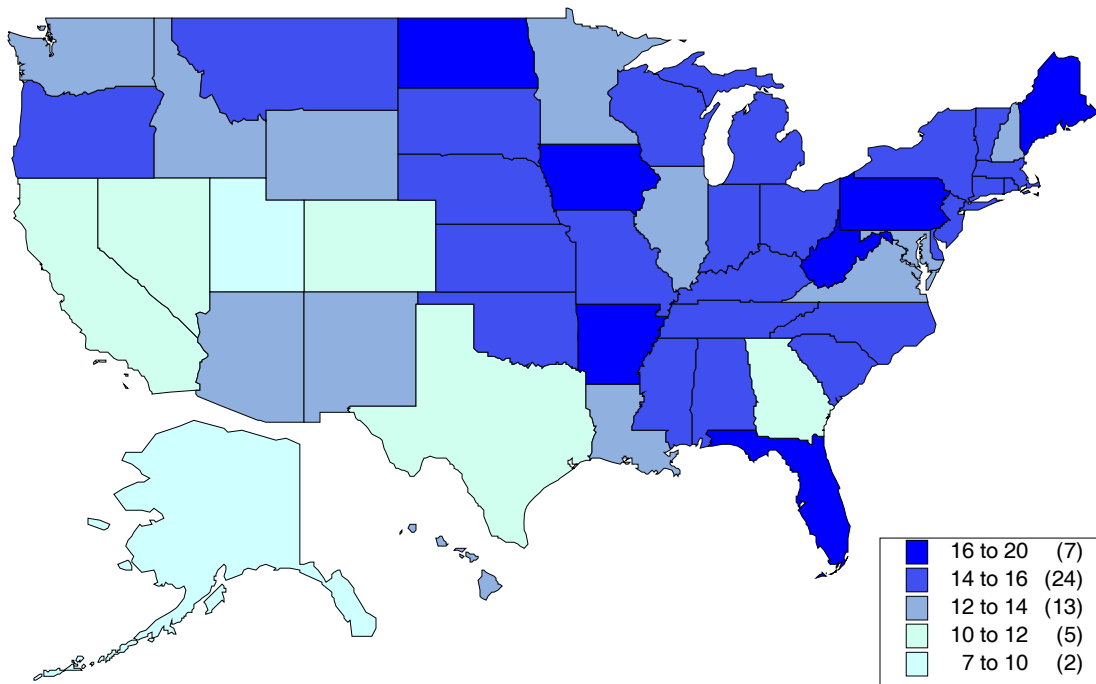 16 to 20 (7)
14 to 16 (24)
12 to 14 (13)
10 to 12 (5)
7 to 10 (2)